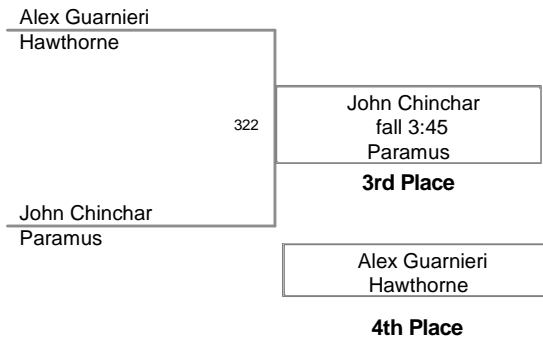 Alex Guarnieri
Hawthorne
322
John Chinchar
fall 3:45
Paramus
3rd Place
John Chinchar
Paramus
Alex Guarnieri
Hawthorne
4th Place